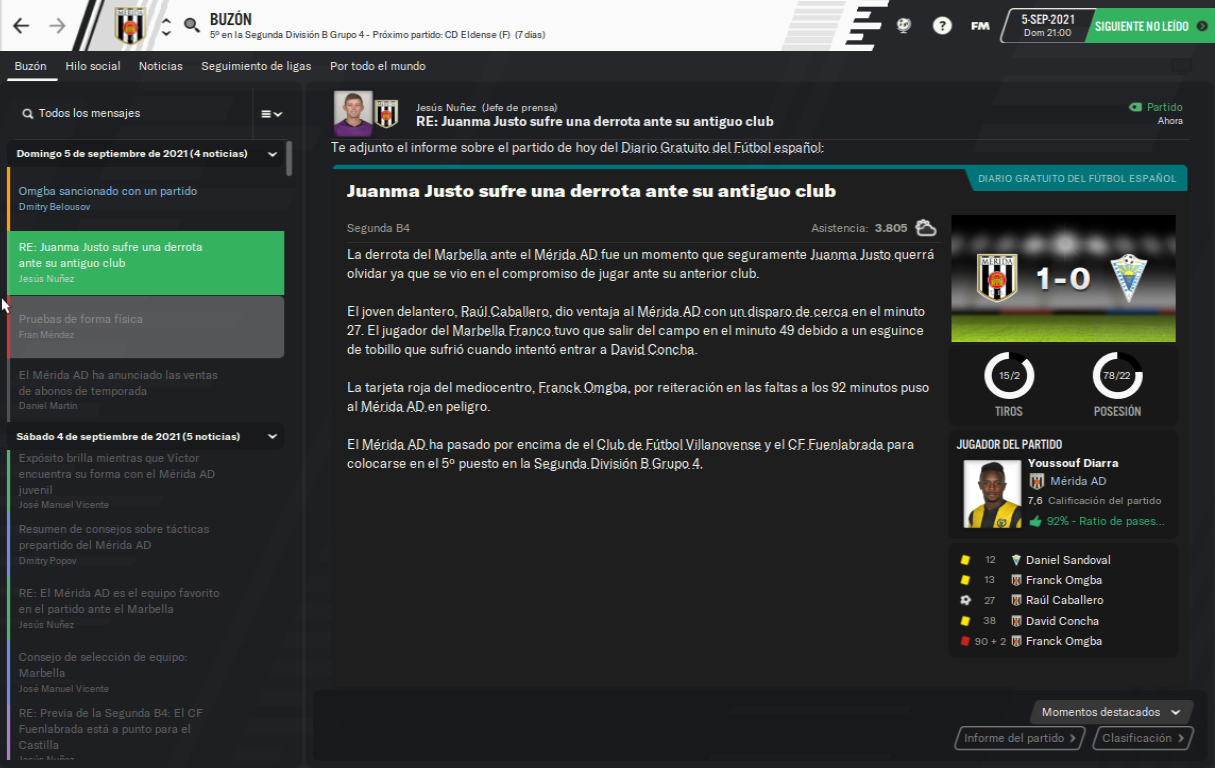 BUZÓN
5º en la Segunda División B Grupo 4 - Próximo partido: CD Eldense (F) (7 días)
FM
5-SEP-2021
Dom 21:00
SIGUIENTE NO LEÍDO
Buzón
Hilo social
Noticias
Seguimiento de ligas
Por todo el mundo
Todos los mensajes
Domingo 5 de septiembre de 2021 (4 noticias)
Omgba sancionado con un partido
Dmitry Belousov
RE: Juanma Justo sufre una derrota
ante su antiguo club
Jesús Nuñez
Pruebas de forma física
Fran Méndez
El Mérida AD ha anunciado las ventas
de abonos de temporada
Daniel Martín
Sábado 4 de septiembre de 2021 (5 noticias)
Expósito brilla mientras que Víctor
encuentra su forma con el Mérida AD
juvenil
José Manuel Vicente
Resumen de consejos sobre tácticas
prepartido del Mérida AD
Dmitry Popov
RE: El Mérida AD es el equipo favorito
en el partido ante el Marbella
Jesús Nuñez
Consejo de selección de equipo:
Marbella
José Manuel Vicente
RE: Previa de la Segunda B4: El CF
Fuenlabrada está a punto para el
Castilla
Jesús Nuñez
Jesús Nuñez (Jefe de prensa)
RE: Juanma Justo sufre una derrota ante su antiguo club
Partido
Ahora
Te adjunto el informe sobre el partido de hoy del Diario Gratuito del Fútbol español:
Juanma Justo sufre una derrota ante su antiguo club
DIARIO GRATUITO DEL FÚTBOL ESPAÑOL
Segunda B4
Asistencia: 3.805
La derrota del Marbella ante el Mérida AD fue un momento que seguramente Juanma Justo querrá
olvidar ya que se vio en el compromiso de jugar ante su anterior club.
El joven delantero, Raúl Caballero, dio ventaja al Mérida AD con un disparo de cerca en el minuto
27. El jugador del Marbella Franco tuvo que salir del campo en el minuto 49 debido a un esguince
de tobillo que sufrió cuando intentó entrar a David Concha.
La tarjeta roja del mediocentro, Franck Omgba, por reiteración en las faltas a los 92 minutos puso
al Mérida AD en peligro.
El Mérida AD ha pasado por encima de el Club de Fútbol Villanovense y el CF Fuenlabrada para
colocarse en el 5º puesto en la Segunda División B Grupo 4.
MÉRIDA
1-0
15/2
78/22
TIROS
POSESIÓN
JUGADOR DEL PARTIDO
Youssouf Diarra
Mérida AD
7,6 Calificación del partido
92% - Ratio de pases...
12 Daniel Sandoval
13 Franck Omgba
27 Raúl Caballero
38 David Concha
90 + 2 Franck Omgba
Momentos destacados
Informe del partido
Clasificación